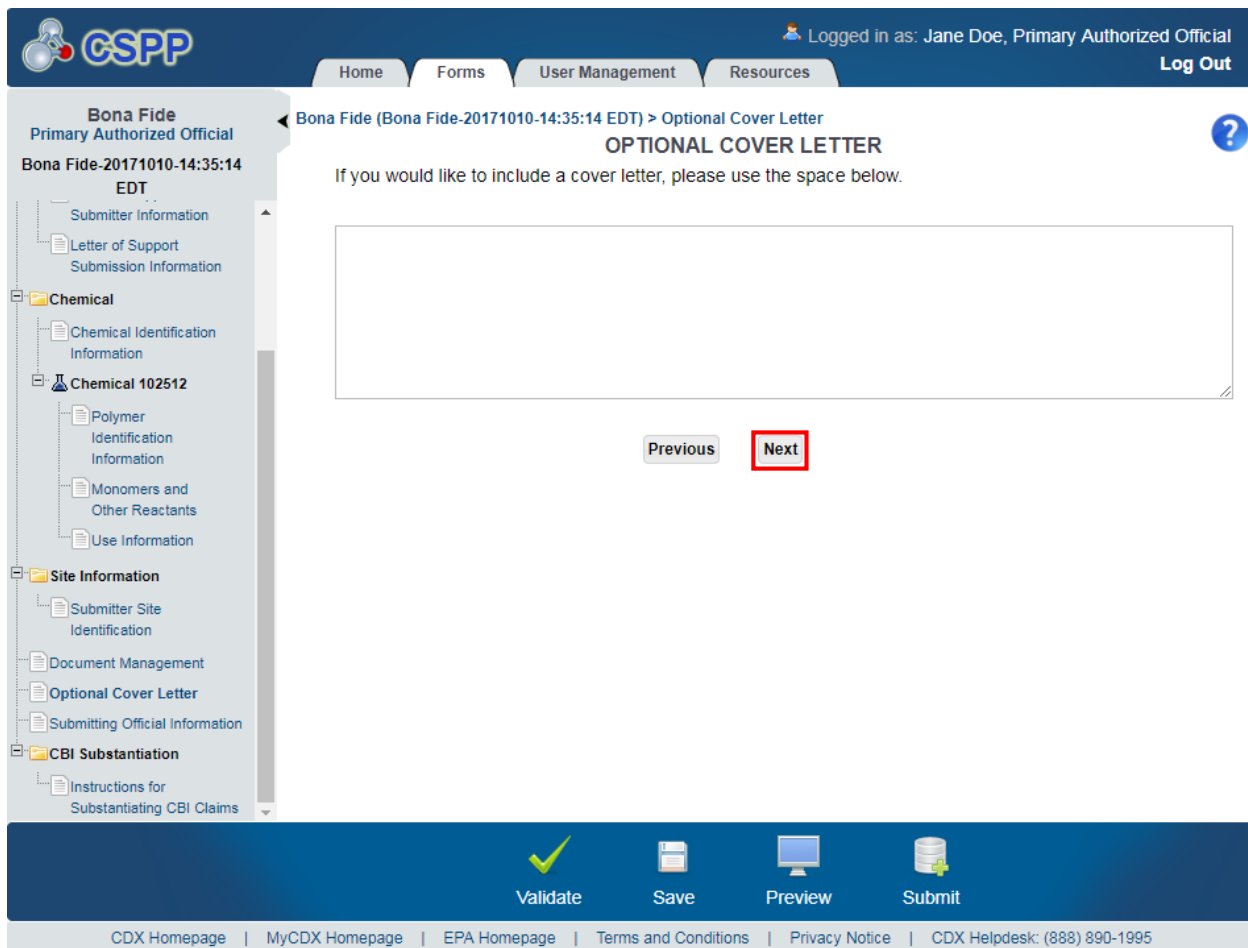 CSPP
Logged in as: Jane Doe, Primary Authorized Official
Log Out
Home
Forms
User Management
Resources
Bona Fide
Primary Authorized Official
Bona Fide-20171010-14:35:14
EDT
Submitter Information
Letter of Support
Submission Information
Chemical
Chemical Identification
Information
Chemical 102512
Polymer
Identification
Information
Monomers and
Other Reactants
Use Information
Site Information
Submitter Site
Identification
Document Management
Optional Cover Letter
Submitting Official Information
CBI Substantiation
Instructions for
Substantiating CBI Claims
Bona Fide (Bona Fide-20171010-14:35:14 EDT) > Optional Cover Letter
?
OPTIONAL COVER LETTER
If you would like to include a cover letter, please use the space below.
Previous
Next
Validate
Save
Preview
Submit
CDX Homepage | MyCDX Homepage | EPA Homepage | Terms and Conditions | Privacy Notice | CDX Helpdesk: (888) 890-1995